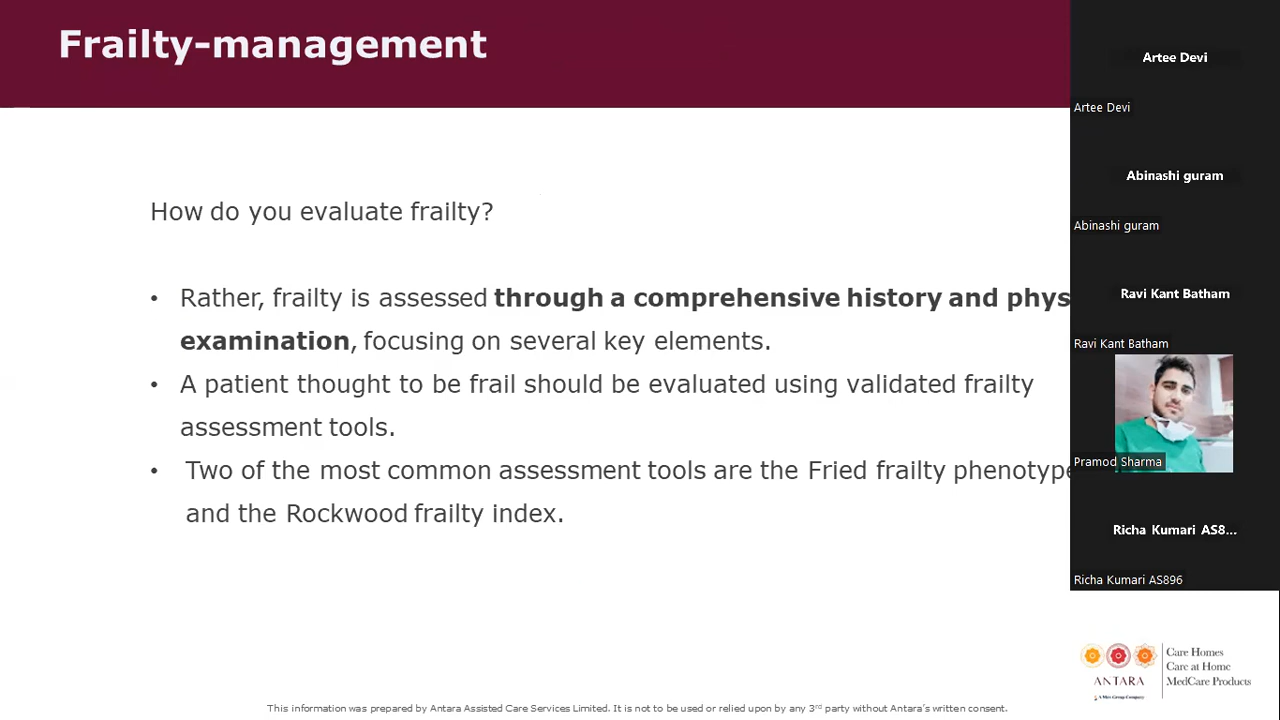 Frailty-management
How do you evaluate frailty?
• Rather, frailty is assessed through a comprehensive history and phys
examination, focusing on several key elements.
• A patient thought to be frail should be evaluated using validated frailty
assessment tools.
• Two of the most common assessment tools are the Fried frailty phenotype
and the Rockwood frailty index.
Artee Devi
Artee Devi
Abinashi guram
Abinashi guram
Ravi Kant Batham
Ravi Kant Batham
Pramod Sharma
Richa Kumari AS8...
Richa Kumari AS896
ANTARA
A Max Group Company
Care Homes
Care at Home
MedCare Products
This information was prepared by Antara Assisted Care Services Limited. It is not to be used or relied upon by any 3rd party without Antara's written consent.